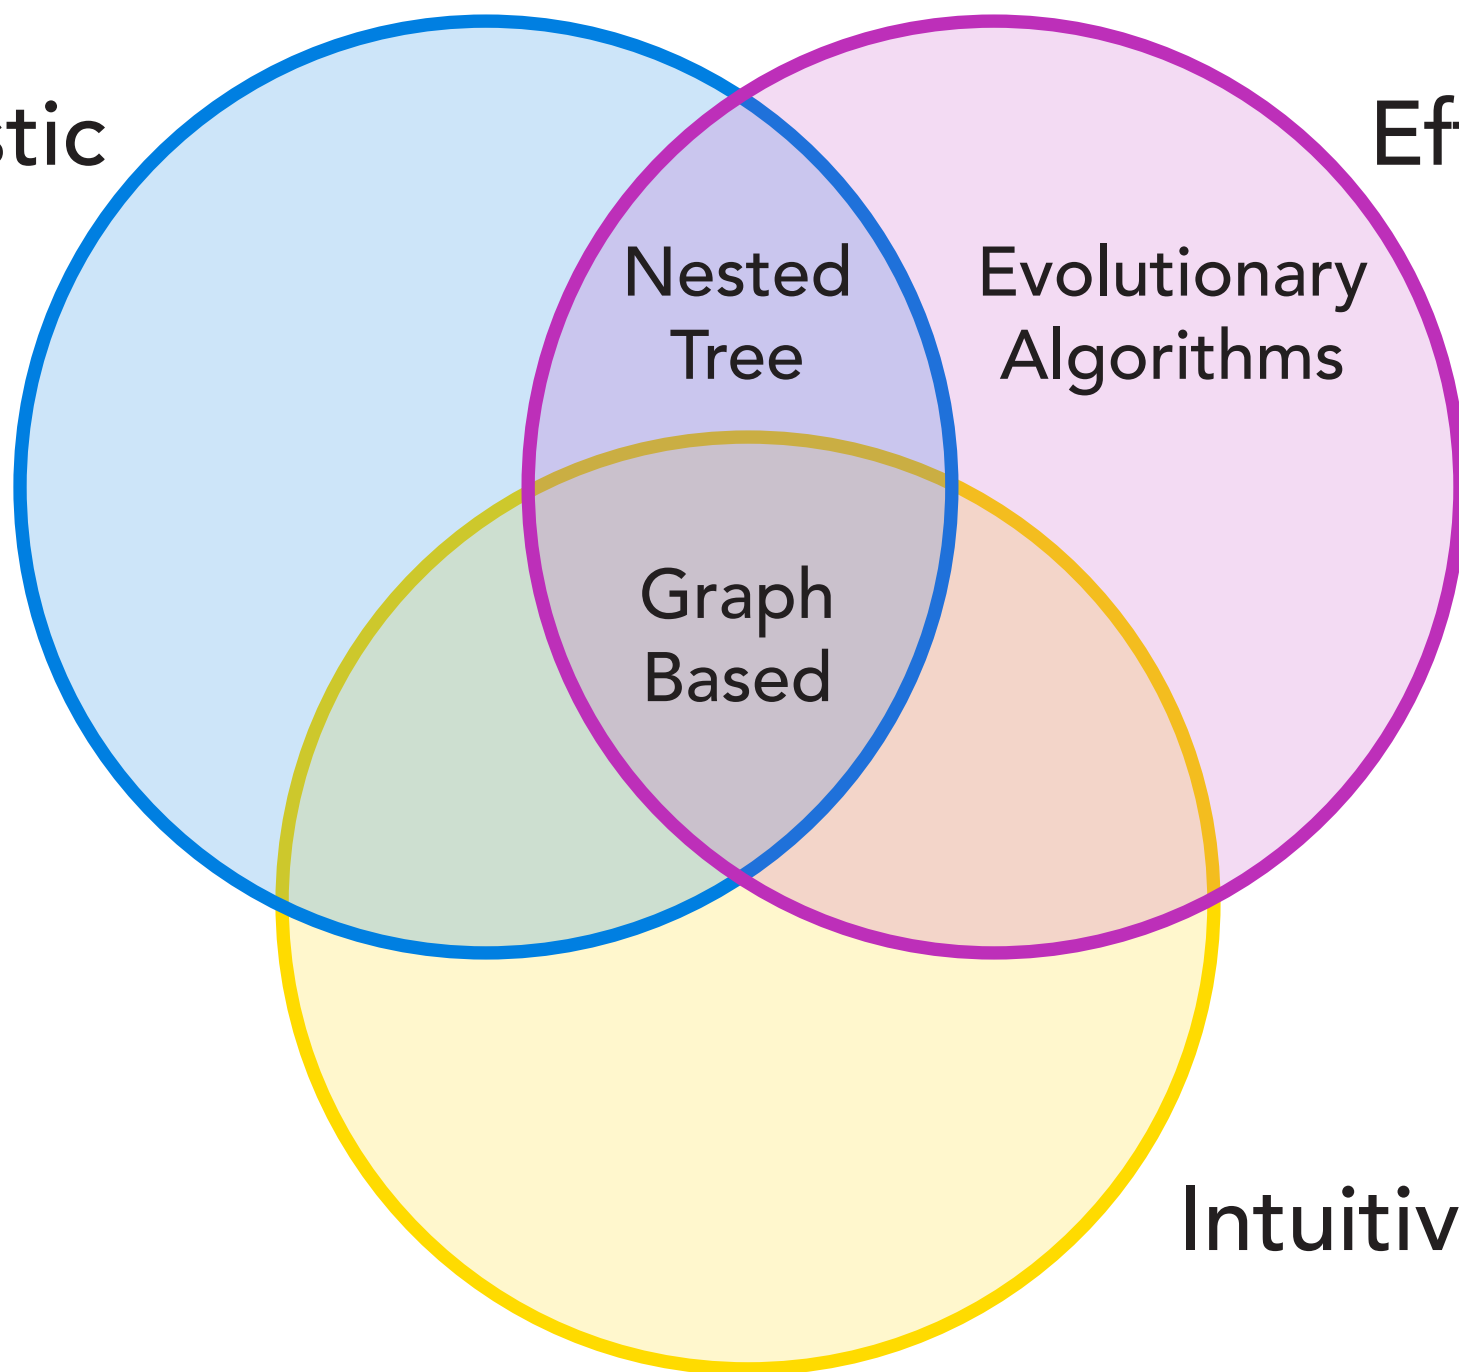 stic
Ef
Nested
Tree
Evolutionary
Algorithms
Graph
Based
Intuitiv